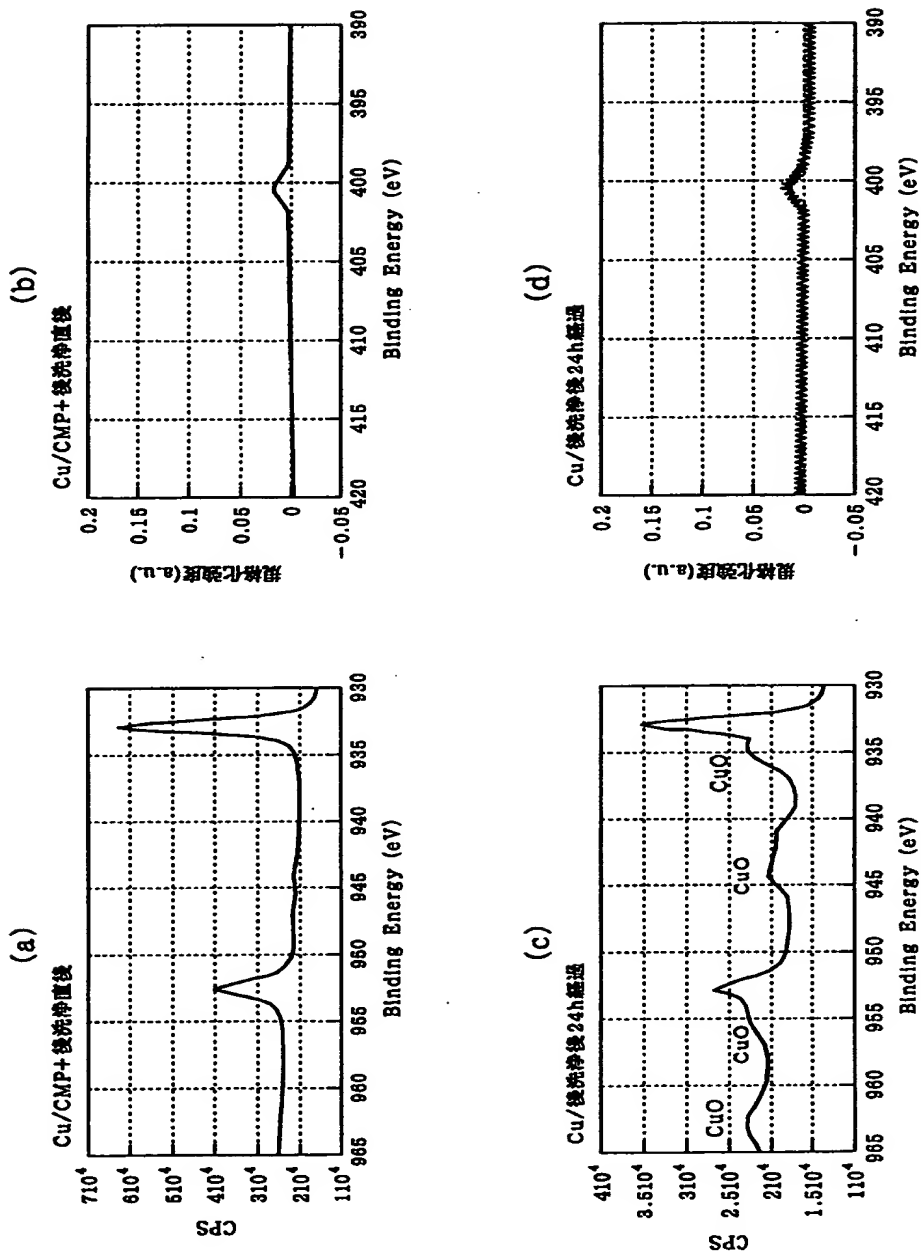 (a)
Cu/CMP+後洗浄直後
CPS
710⁴
610⁴
510⁴
410⁴
310⁴
210⁴
110⁴
965
960
955
950
945
940
935
930
Binding Energy (eV)
(b)
Cu/CMP+後洗浄直後
規格化強度(a.u.)
0.2
0.15
0.1
0.05
0
-0.05
420
415
410
405
400
395
390
Binding Energy (eV)
(c)
Cu/後洗浄後24h経過
CPS
410⁴
3.510⁴
310⁴
2.510⁴
210⁴
1.510⁴
110⁴
CuO
CuO
CuO
CuO
965
960
955
950
945
940
935
930
Binding Energy (eV)
(d)
Cu/後洗浄後24h経過
規格化強度(a.u.)
0.2
0.15
0.1
0.05
0
-0.05
420
415
410
405
400
395
390
Binding Energy (eV)